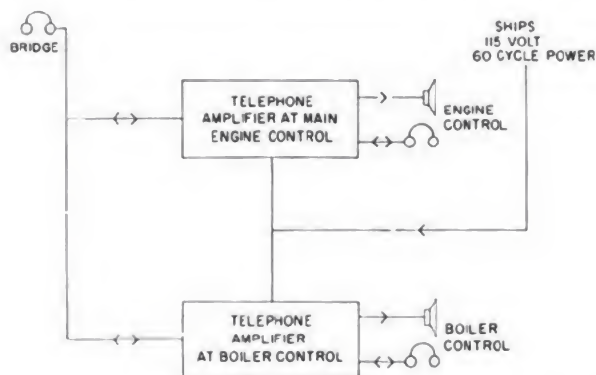 BRIDGE
SHIPS
115 VOLT
60 CYCLE POWER
TELEPHONE
AMPLIFIER AT MAIN
ENGINE CONTROL
ENGINE
CONTROL
TELEPHONE
AMPLIFIER
AT BOILER CONTROL
BOILER
CONTROL